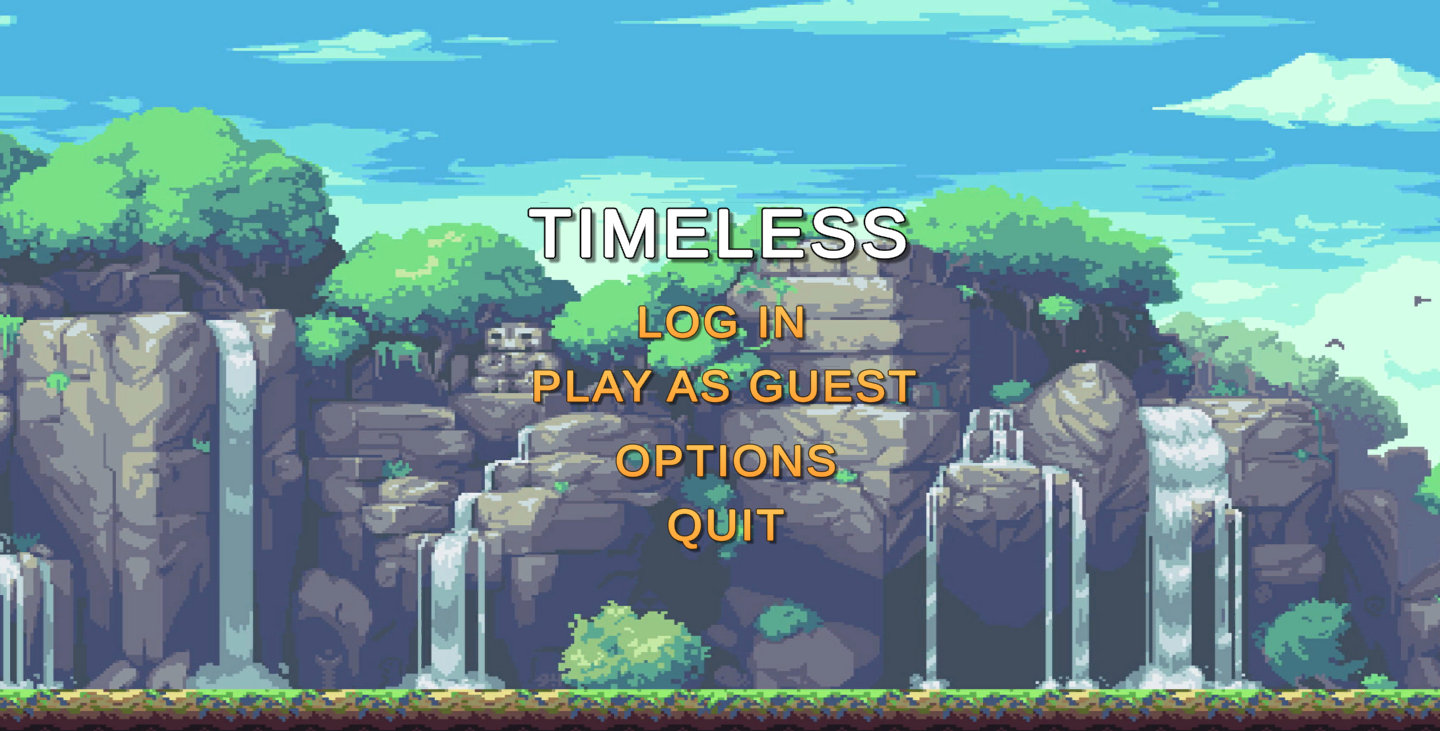 TIMELESS
LOG IN
PLAY AS GUEST
OPTIONS
QUIT